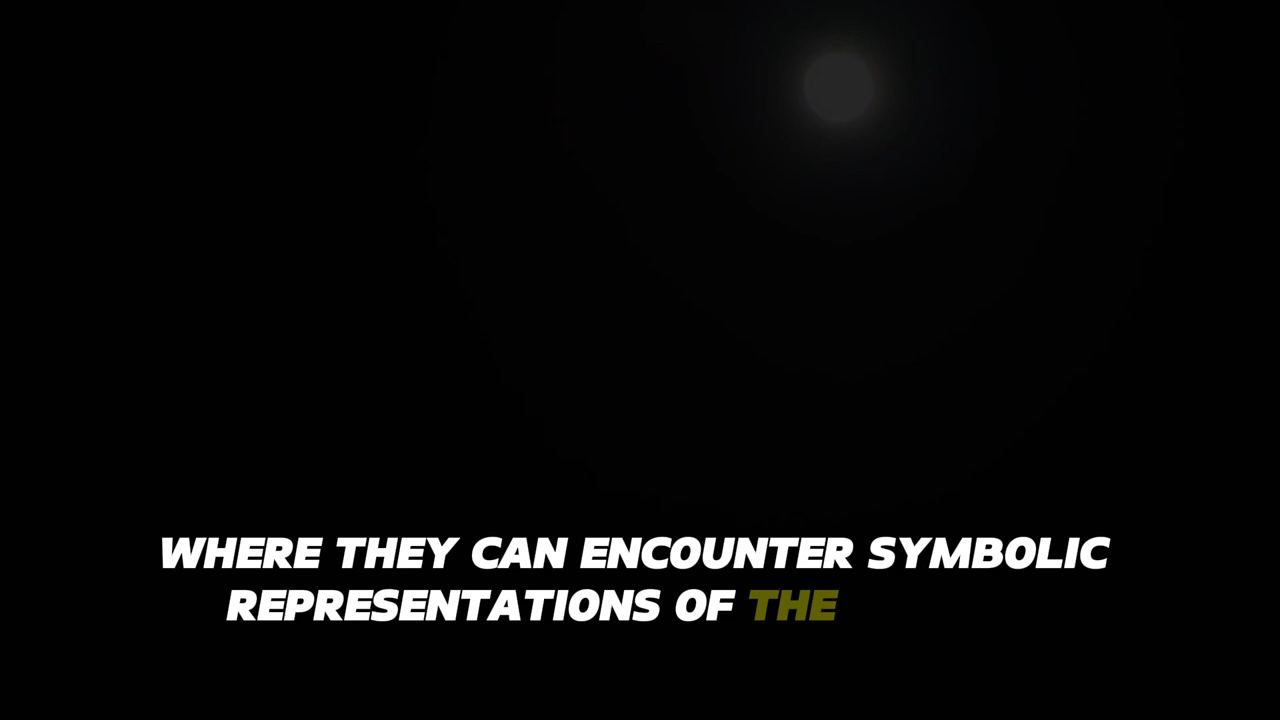 WHERE THEY CAN ENCOUNTER SYMBOLIC
REPRESENTATIONS OF THE